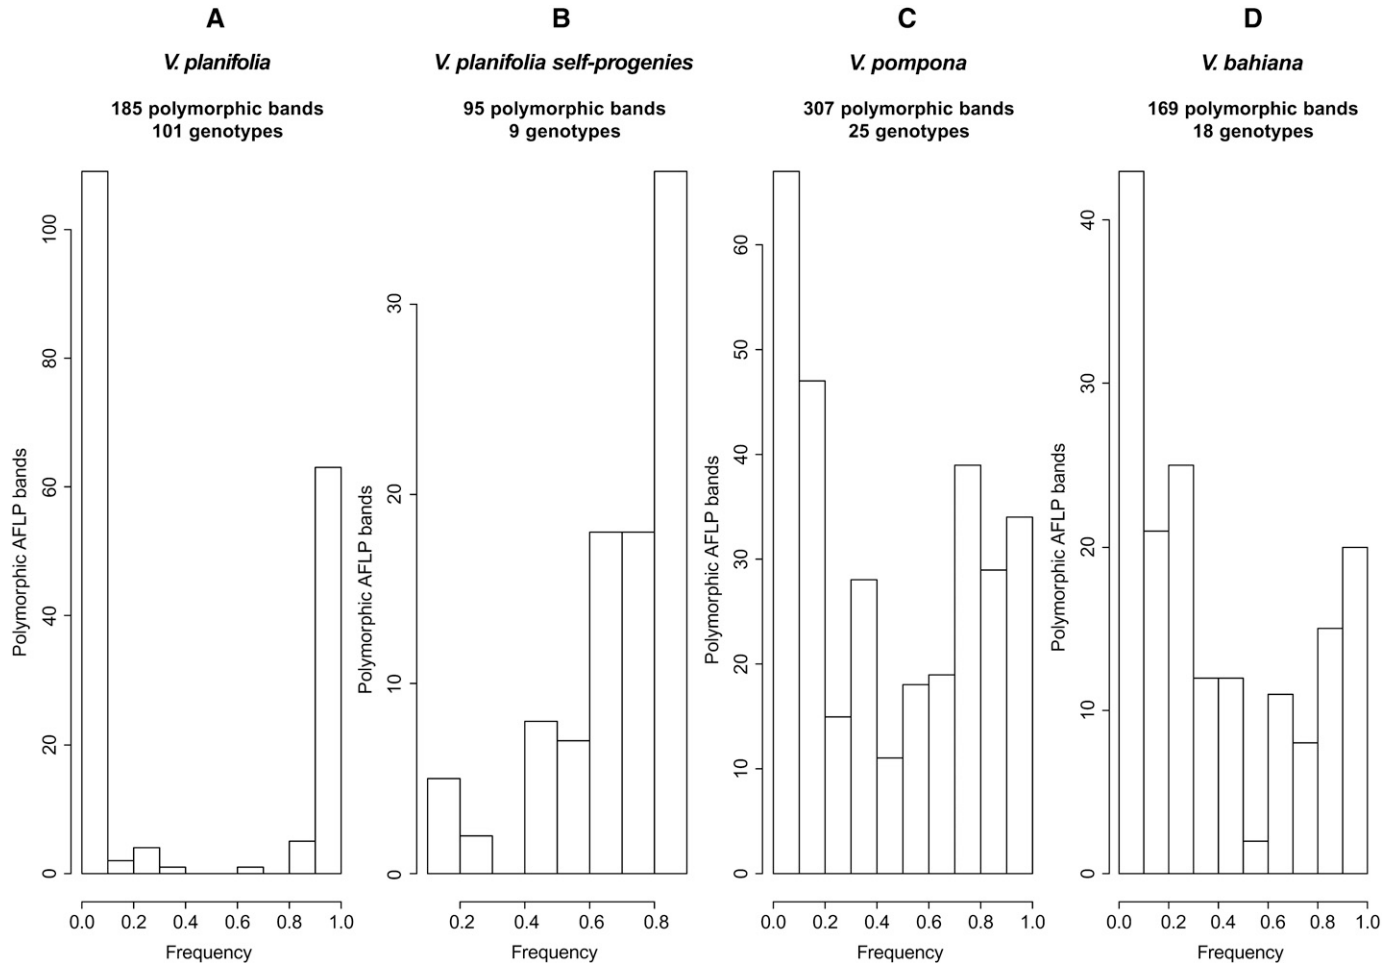 A
V. planifolia
185 polymorphic bands
101 genotypes
Polymorphic AFLP bands
100
80
60
40
20
0
0.0 0.2 0.4 0.6 0.8 1.0
Frequency
B
V. planifolia self-progenies
95 polymorphic bands
9 genotypes
Polymorphic AFLP bands
30
20
10
0
0.2 0.4 0.6 0.8
Frequency
C
V. pompona
307 polymorphic bands
25 genotypes
Polymorphic AFLP bands
60
50
40
30
20
10
0
0.0 0.2 0.4 0.6 0.8 1.0
Frequency
D
V. bahiana
169 polymorphic bands
18 genotypes
Polymorphic AFLP bands
40
30
20
10
0
0.0 0.2 0.4 0.6 0.8 1.0
Frequency